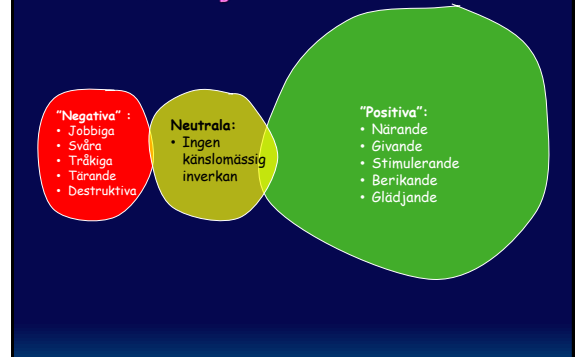 "Negativa" :
• Jobbiga
• Svåra
• Tråkiga
• Tärande
• Destruktiva
Neutrala:
• Ingen
känslomässig
inverkan
"Positiva":
• Närande
• Givande
• Stimulerande
• Berikande
• Glädjande